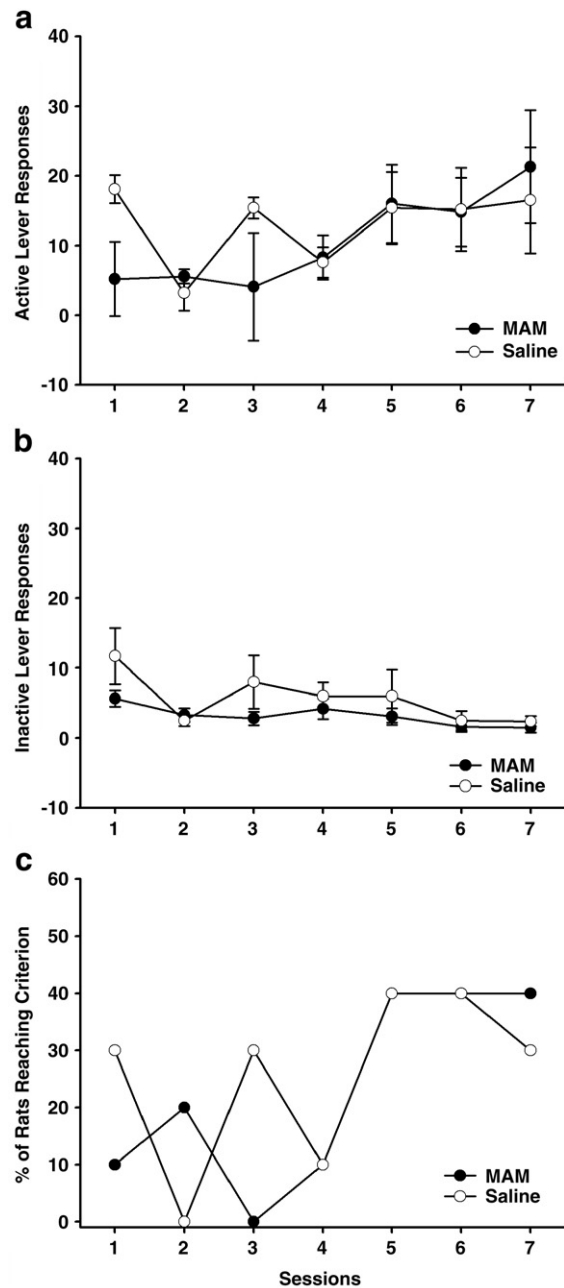 a
40
30
20
10
0
-10
Active Lever Responses
MAM
Saline
1 2 3 4 5 6 7
b
40
30
20
10
0
-10
Inactive Lever Responses
MAM
Saline
1 2 3 4 5 6 7
c
60
50
40
30
20
10
0
% of Rats Reaching Criterion
MAM
Saline
1 2 3 4 5 6 7
Sessions